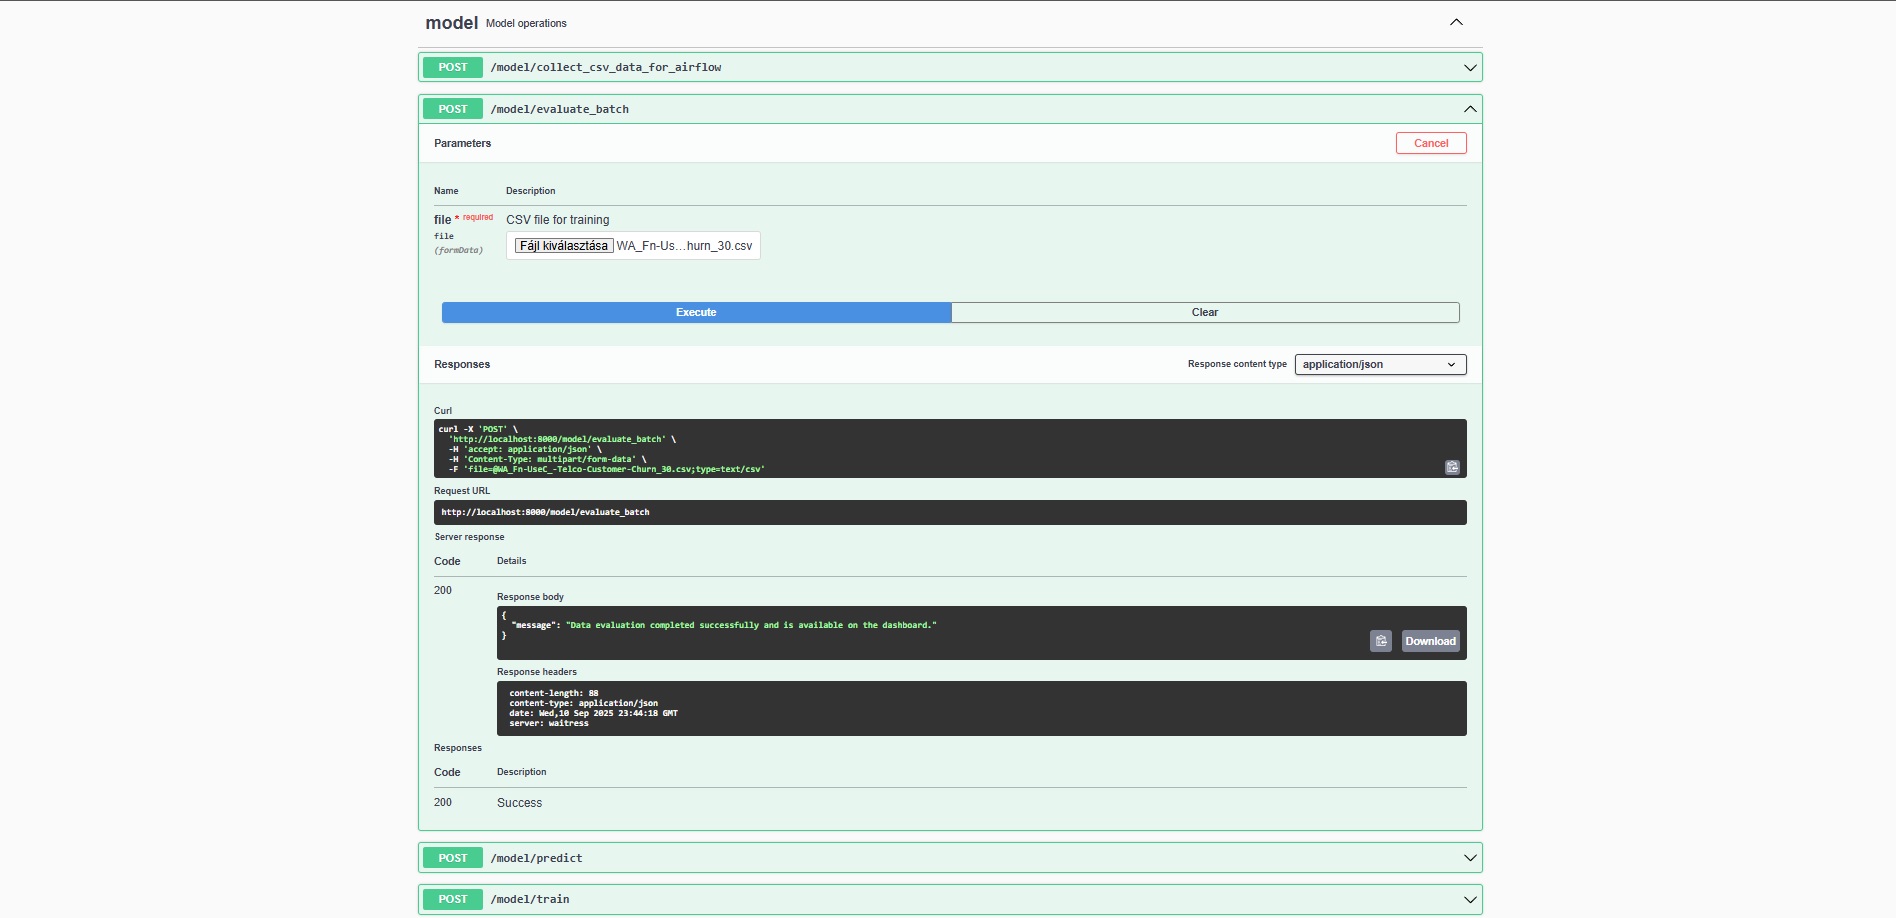 model Model operations
POST /model/collect_csv_data_for_airflow
POST /model/evaluate_batch
Parameters Cancel
Name Description
file * required CSV file for training
file Fájl kiválasztása WA_Fn-Us...hurn_30.csv
(formData)
Execute Clear
Responses Response content type application/json
Curl
curl -X 'POST' \
'http://localhost:8000/model/evaluate_batch' \
-H 'accept: application/json' \
-H 'Content-Type: multipart/form-data' \
-F 'file=@WA_Fn-UseC_-Telco-Customer-Churn_30.csv;type=text/csv'
Request URL
http://localhost:8000/model/evaluate_batch
Server response
Code Details
200
Response body
{
"message": "Data evaluation completed successfully and is available on the dashboard."
}
Download
Response headers
content-length: 88
content-type: application/json
date: Wed,10 Sep 2025 23:44:18 GMT
server: waitress
Responses
Code Description
200 Success
POST /model/predict
POST /model/train